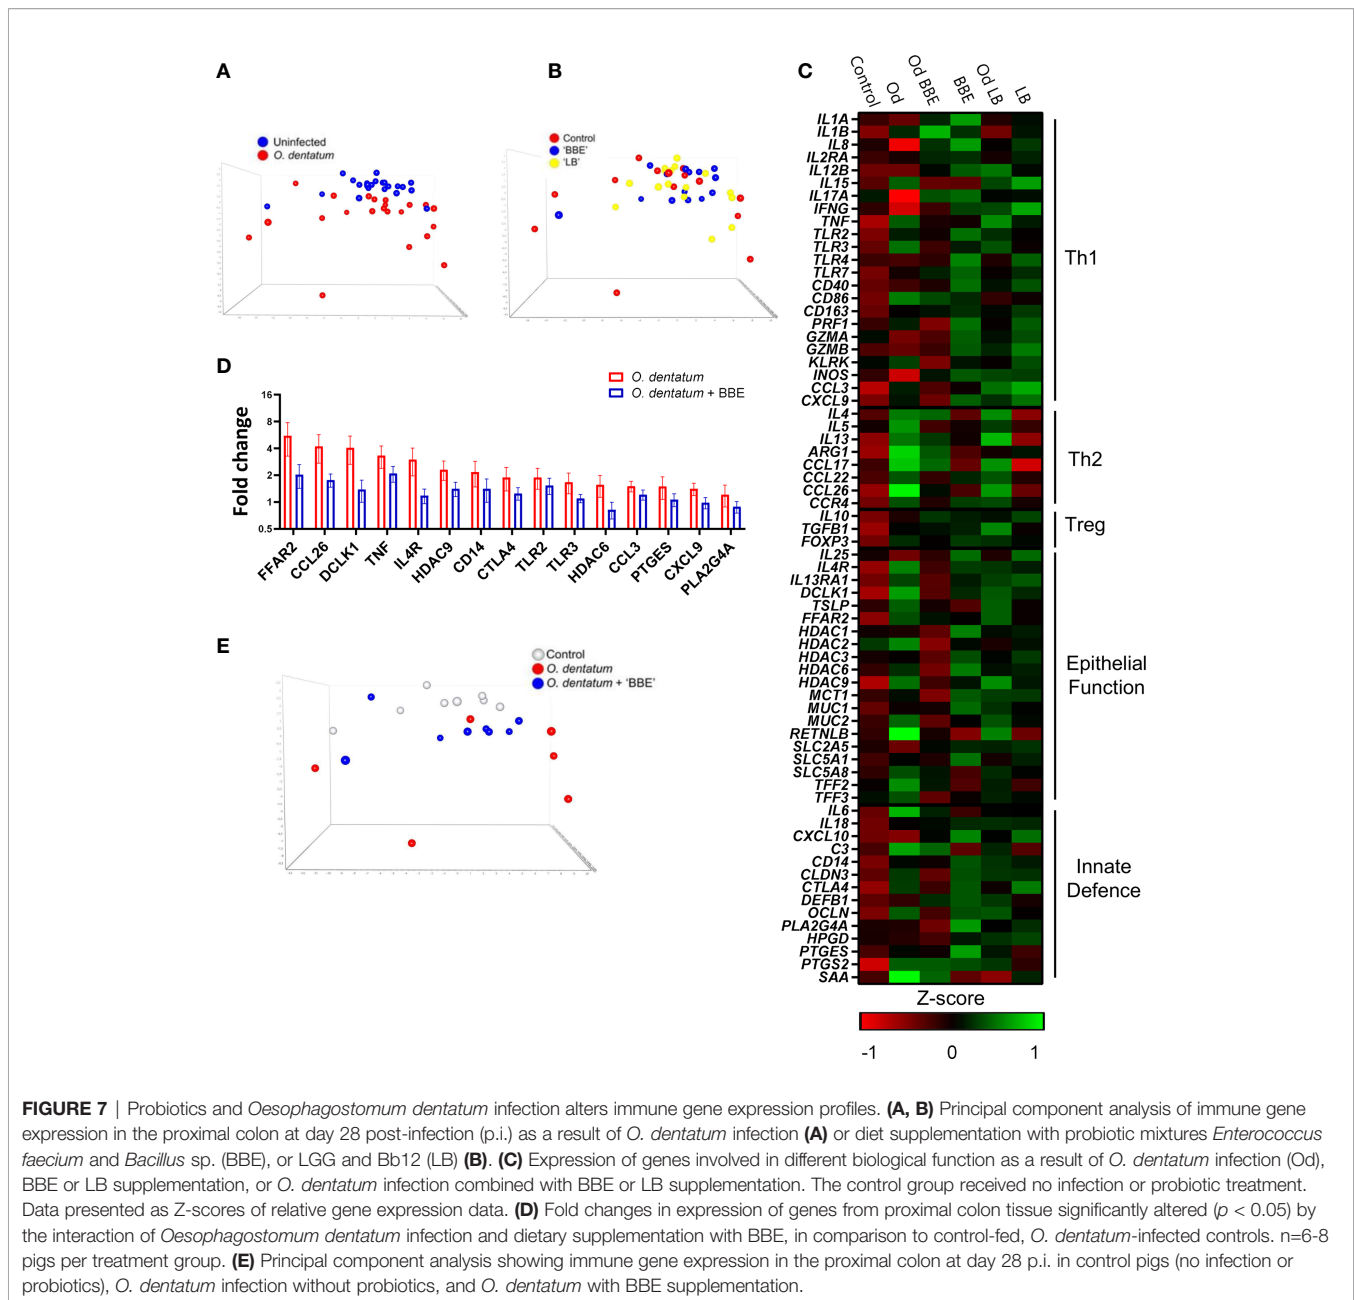 A
Uninfected
O. dentatum
B
Control
'BBE'
'LB'
C
Control
Od
Od BBE
BBE
Od LB
LB
IL1A
IL1B
IL8
IL2RA
IL12B
IL15
IL17A
IFNG
TNF
TLR2
TLR3
TLR4
TLR7
CD40
CD86
CD163
PRF1
GZMA
GZMB
KLRK
INOS
CCL3
CXCL9
Th1
IL4
IL5
IL13
ARG1
CCL17
CCL22
CCL26
CCR4
Th2
IL10
TGFB1
FOXP3
Treg
IL25
IL4R
IL13RA1
DCLK1
TSLP
FFAR2
HDAC1
HDAC2
HDAC3
HDAC6
HDAC9
MCT1
MUC1
MUC2
RETNLB
SLC2A5
SLC5A1
SLC5A8
TFF2
TFF3
Epithelial
Function
IL6
IL18
CXCL10
C3
CD14
CLDN3
CTLA4
DEFB1
OCLN
PLA2G4A
HPGD
PTGES
PTGS2
SAA
Innate
Defence
Z-score
-1 0 1
D
O. dentatum
O. dentatum + BBE
Fold change
16
8
4
2
1
0.5
FFAR2
CCL26
DCLK1
TNF
IL4R
HDAC9
CD14
CTLA4
TLR2
TLR3
HDAC6
CCL3
PTGES
CXCL9
PLA2G4A
E
Control
O. dentatum
O. dentatum + 'BBE'
FIGURE 7 | Probiotics and Oesophagostomum dentatum infection alters immune gene expression profiles. (A, B) Principal component analysis of immune gene
expression in the proximal colon at day 28 post-infection (p.i.) as a result of O. dentatum infection (A) or diet supplementation with probiotic mixtures Enterococcus
faecium and Bacillus sp. (BBE), or LGG and Bb12 (LB) (B). (C) Expression of genes involved in different biological function as a result of O. dentatum infection (Od),
BBE or LB supplementation, or O. dentatum infection combined with BBE or LB supplementation. The control group received no infection or probiotic treatment.
Data presented as Z-scores of relative gene expression data. (D) Fold changes in expression of genes from proximal colon tissue significantly altered (p < 0.05) by
the interaction of Oesophagostomum dentatum infection and dietary supplementation with BBE, in comparison to control-fed, O. dentatum-infected controls. n=6-8
pigs per treatment group. (E) Principal component analysis showing immune gene expression in the proximal colon at day 28 p.i. in control pigs (no infection or
probiotics), O. dentatum infection without probiotics, and O. dentatum with BBE supplementation.